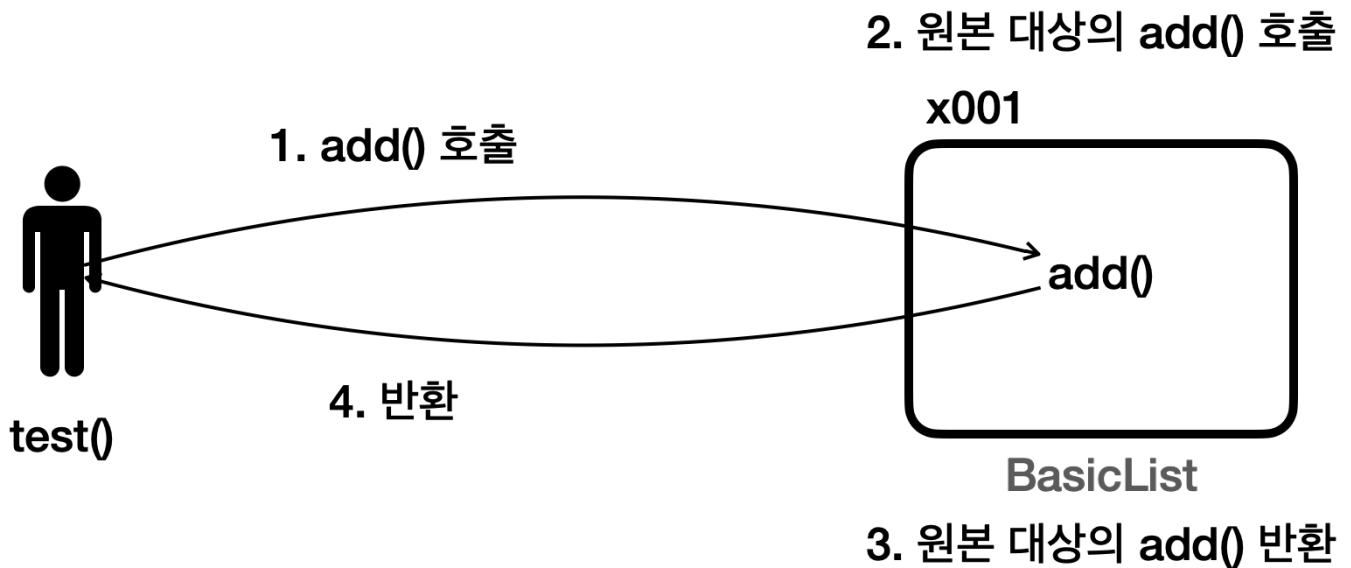 2. 원본 대상의 add() 호출
x001
1. add() 호출
add()
4. 반환
test()
BasicList
3. 원본 대상의 add() 반환